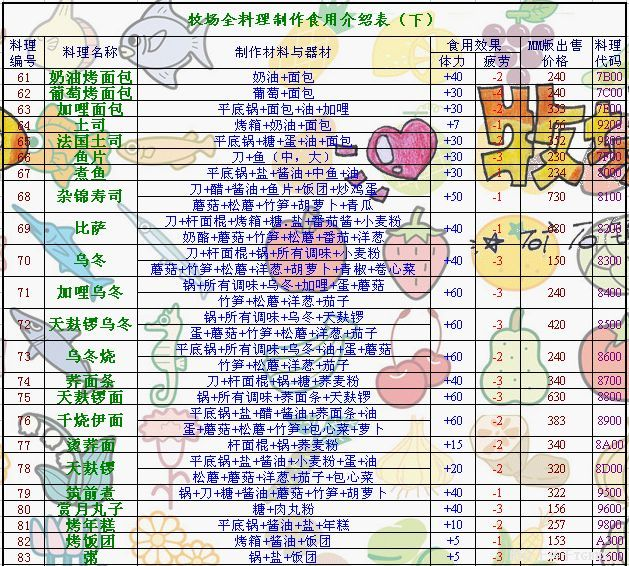 牧场全料理制作食用介绍表（下）
料理编号 料理名称 制作材料与器材 食用效果 MM版出售价格 料理代码
体力 疲劳
61 奶油烤面包 奶油+面包 +40 -2 240 7B00
62 葡萄烤面包 葡萄+面包 +30 240 7C00
63 加哩面包 平底锅+面包+油+加哩 +30 -2
64 土司 烤箱+奶油+面包 +7 -1 9200
65 法国土司 平底锅+糖+蛋+油+面包 +30 352
66 鱼片 刀+鱼（中，大） +30 -3 230
67 煮鱼 平底锅+盐+酱油+中鱼+油 +30 -1 234 8000
68 杂锦寿司 刀+醋+酱油+鱼片+饭团+炒鸡蛋 +50 -1 730 8100
蘑菇+松蘑+竹笋+胡萝卜+青瓜
69 比萨 刀+杆面棍+烤箱+糖+盐+番茄酱+小麦粉 +40 -1 8200
奶酪+蘑菇+竹笋+松蘑+番茄+洋葱
70 乌冬 刀+杆面棍+锅+所有调味+小麦粉 +40 -3 150 8300
蘑菇+竹笋+松蘑+洋葱+胡萝卜+青椒+卷心菜
71 加哩乌冬 锅+所有调味+乌冬+加哩+蛋+蘑菇 +60 -3 240 8400
竹笋+松蘑+洋葱+茄子
72 天麸锣乌冬 锅+所有调味+乌冬+天麸锣 +60 -3 420 8500
蛋+蘑菇+竹笋+松蘑+洋葱+茄子
73 乌冬烧 平底锅+所有调味+乌冬+油+蛋+蘑菇 +60 -2 240 8600
竹笋+松蘑+洋葱+茄子
74 荞面条 刀+杆面棍+锅+糖+荞麦粉 +40 -3 340 8700
75 天麸锣面 锅+所有调味+荞面条+天麸锣 +60 -3 630 8800
76 千烧伊面 平底锅+盐+醋+酱油+荞面条+油 +60 -2 383 8900
蛋+蘑菇+松蘑+竹笋+包心菜+萝卜
77 烫荞面 杆面棍+锅+荞麦粉 +15 -2 340 8A00
78 天麸锣 平底锅+盐+酱油+小麦粉+蛋+油 +20 -2 320 8D00
松蘑+蘑菇+洋葱+茄子+包心菜
79 筑前煮 锅+刀+糖+酱油+蘑菇+竹笋+胡萝卜 +40 -1 322 9500
80 赏月丸子 糖+肉丸粉 +40 -3 156 9600
81 烤年糕 平底锅+酱油+盐+年糕 +10 -2 257 9800
82 烤饭团 烤箱+酱油+饭团 +5 -1 153 A300
83 粥 锅+盐+饭团 +5 -3